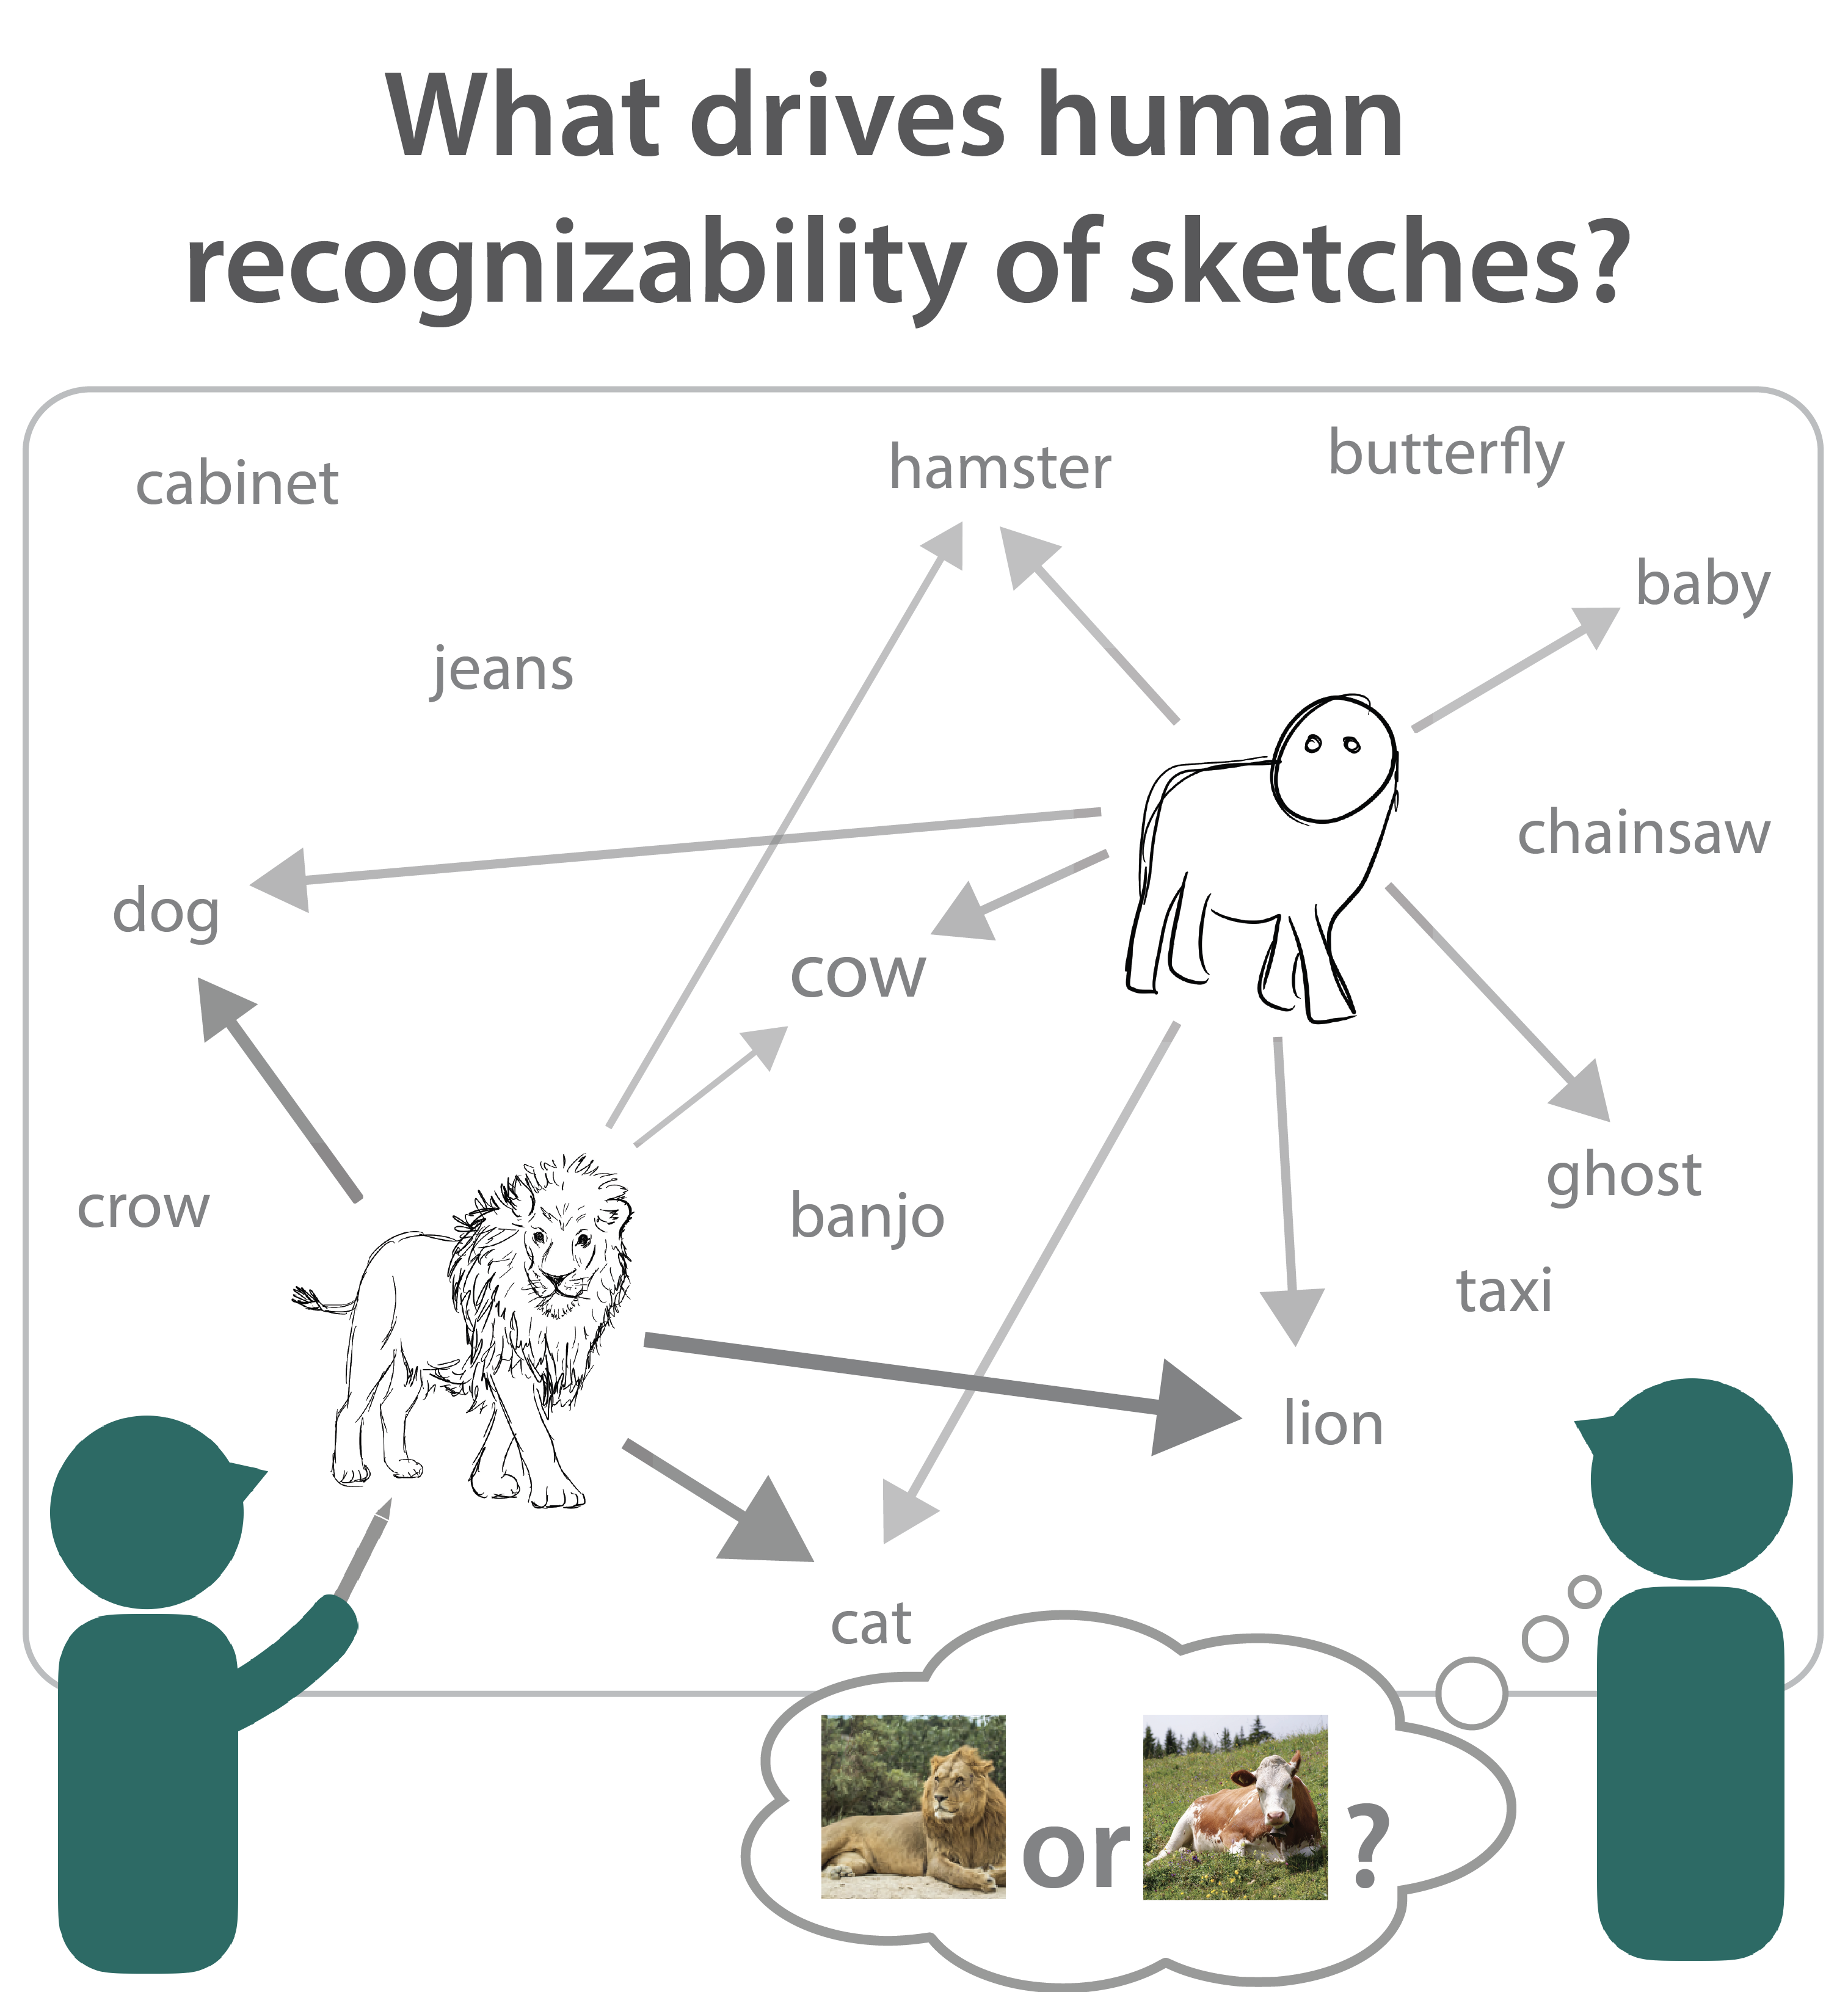 What drives human
recognizability of sketches?
cabinet
hamster
butterfly
baby
jeans
chainsaw
dog
cow
crow
banjo
ghost
taxi
lion
cat
or ?